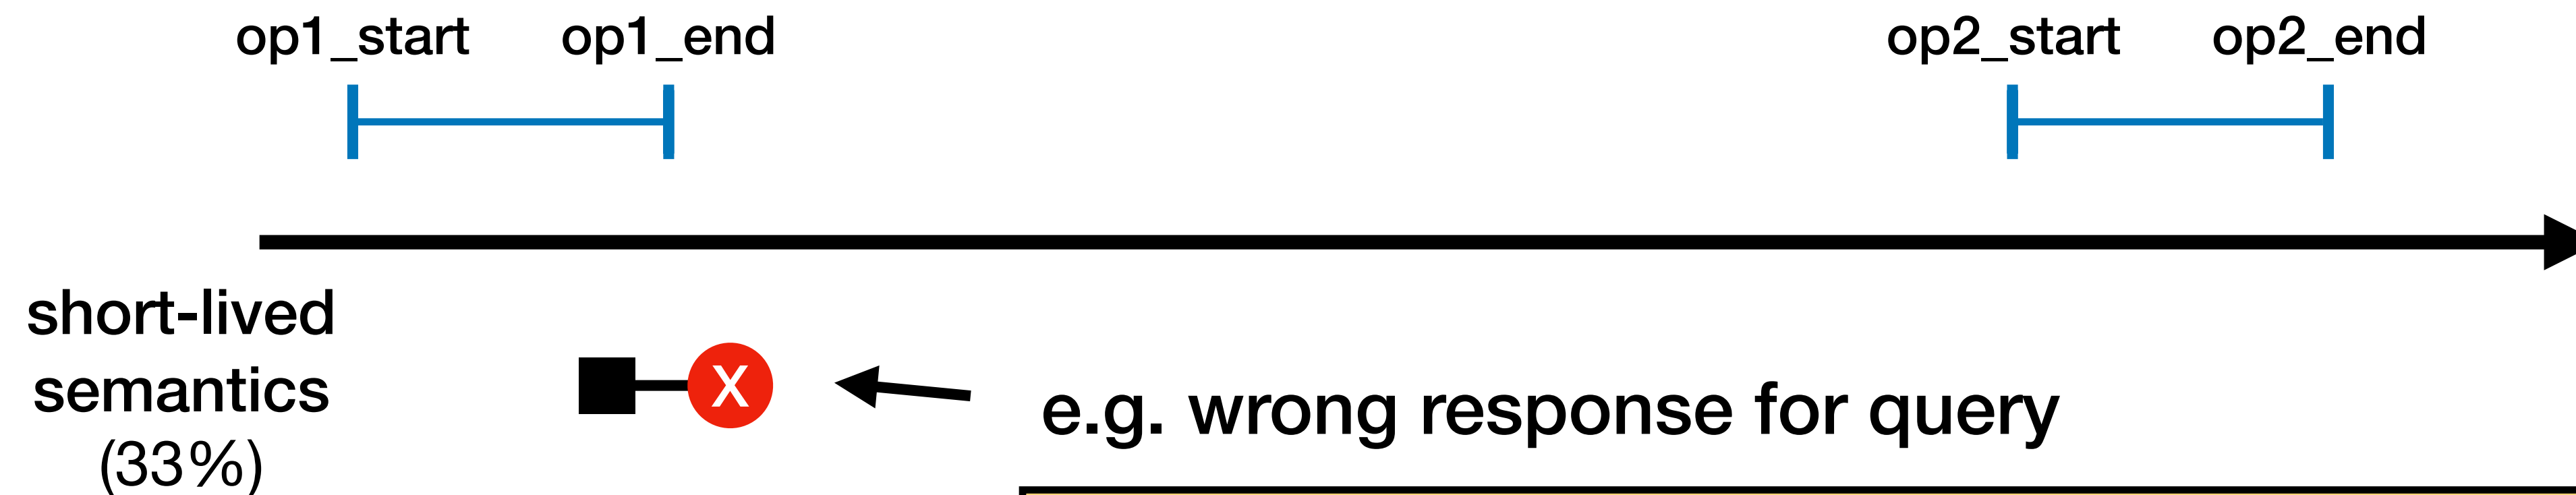 op1_start op1_end op2_start op2_end
short-lived
semantics
(33%)
X
e.g. wrong response for query